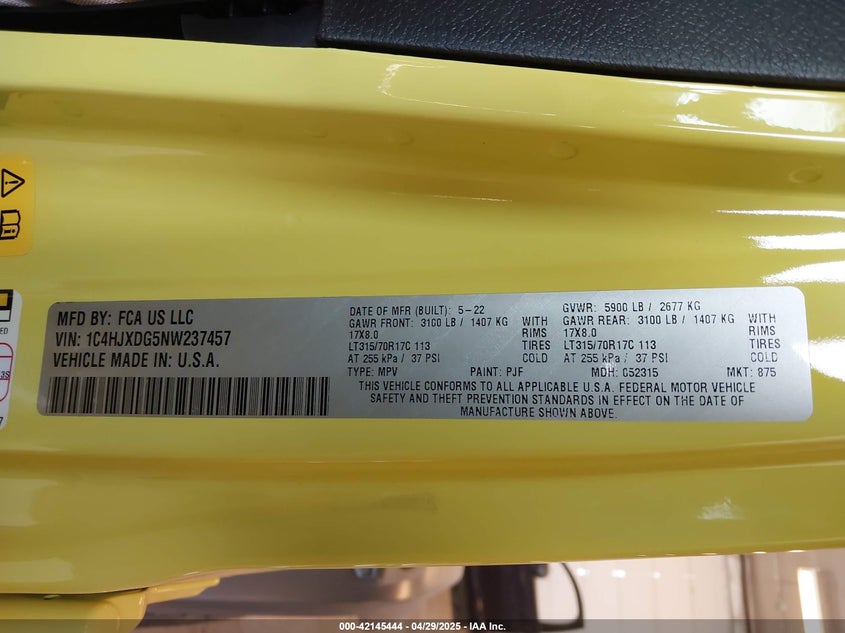 MFD BY: FCA US LLC
VIN: 1C4HJXDG5NW237457
VEHICLE MADE IN: U.S.A.
DATE OF MFR (BUILT): 5-22
GAWR FRONT: 3100 LB / 1407 KG WITH
17X8.0 RIMS
LT315/70R17C 113 TIRES
AT 255 kPa / 37 PSI COLD
TYPE: MPV PAINT: PJF
GVWR: 5900 LB / 2677 KG
GAWR REAR: 3100 LB / 1407 KG WITH
17X8.0 RIMS
LT315/70R17C 113 TIRES
AT 255 kPa / 37 PSI COLD
MDH: 052315 MKT: 875
THIS VEHICLE CONFORMS TO ALL APPLICABLE U.S.A. FEDERAL MOTOR VEHICLE
SAFETY AND THEFT PREVENTION STANDARDS IN EFFECT ON THE DATE OF
MANUFACTURE SHOWN ABOVE.
000-42145444 - 04/29/2025 - IAA Inc.